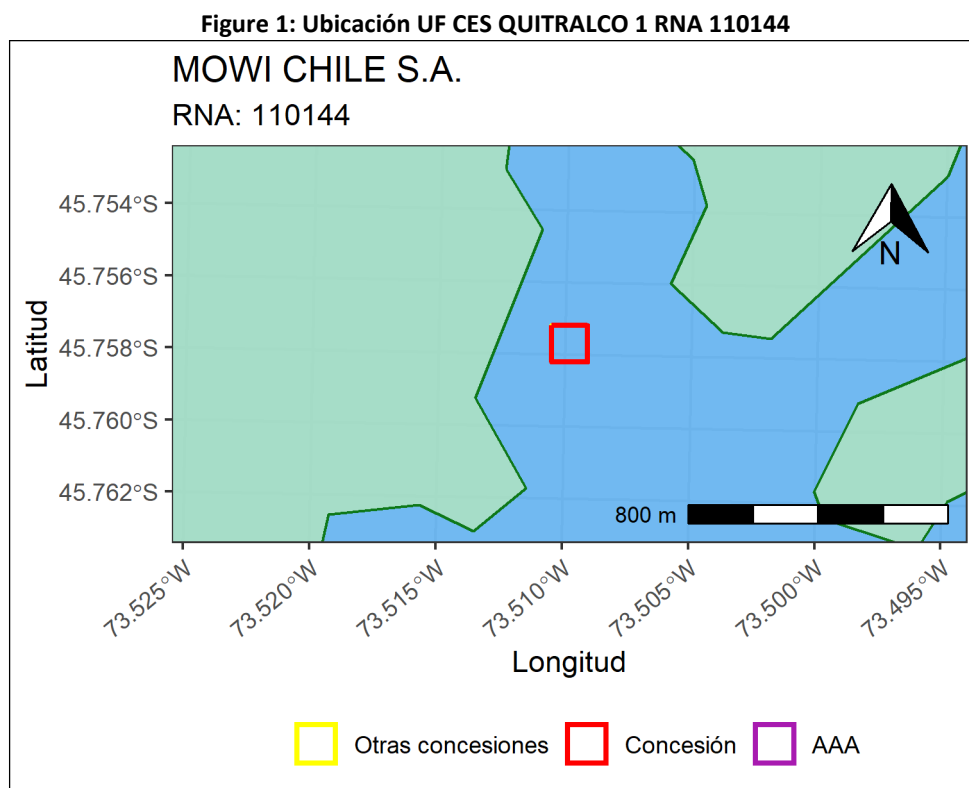 Figure 1: Ubicación UF CES QUITRALCO 1 RNA 110144
MOWI CHILE S.A.
RNA: 110144
45.754°S
45.756°S
45.758°S
45.760°S
45.762°S
Latitud
N
800 m
73.525°W
73.520°W
73.515°W
73.510°W
73.505°W
73.500°W
73.495°W
Longitud
Otras concesiones
Concesión
AAA